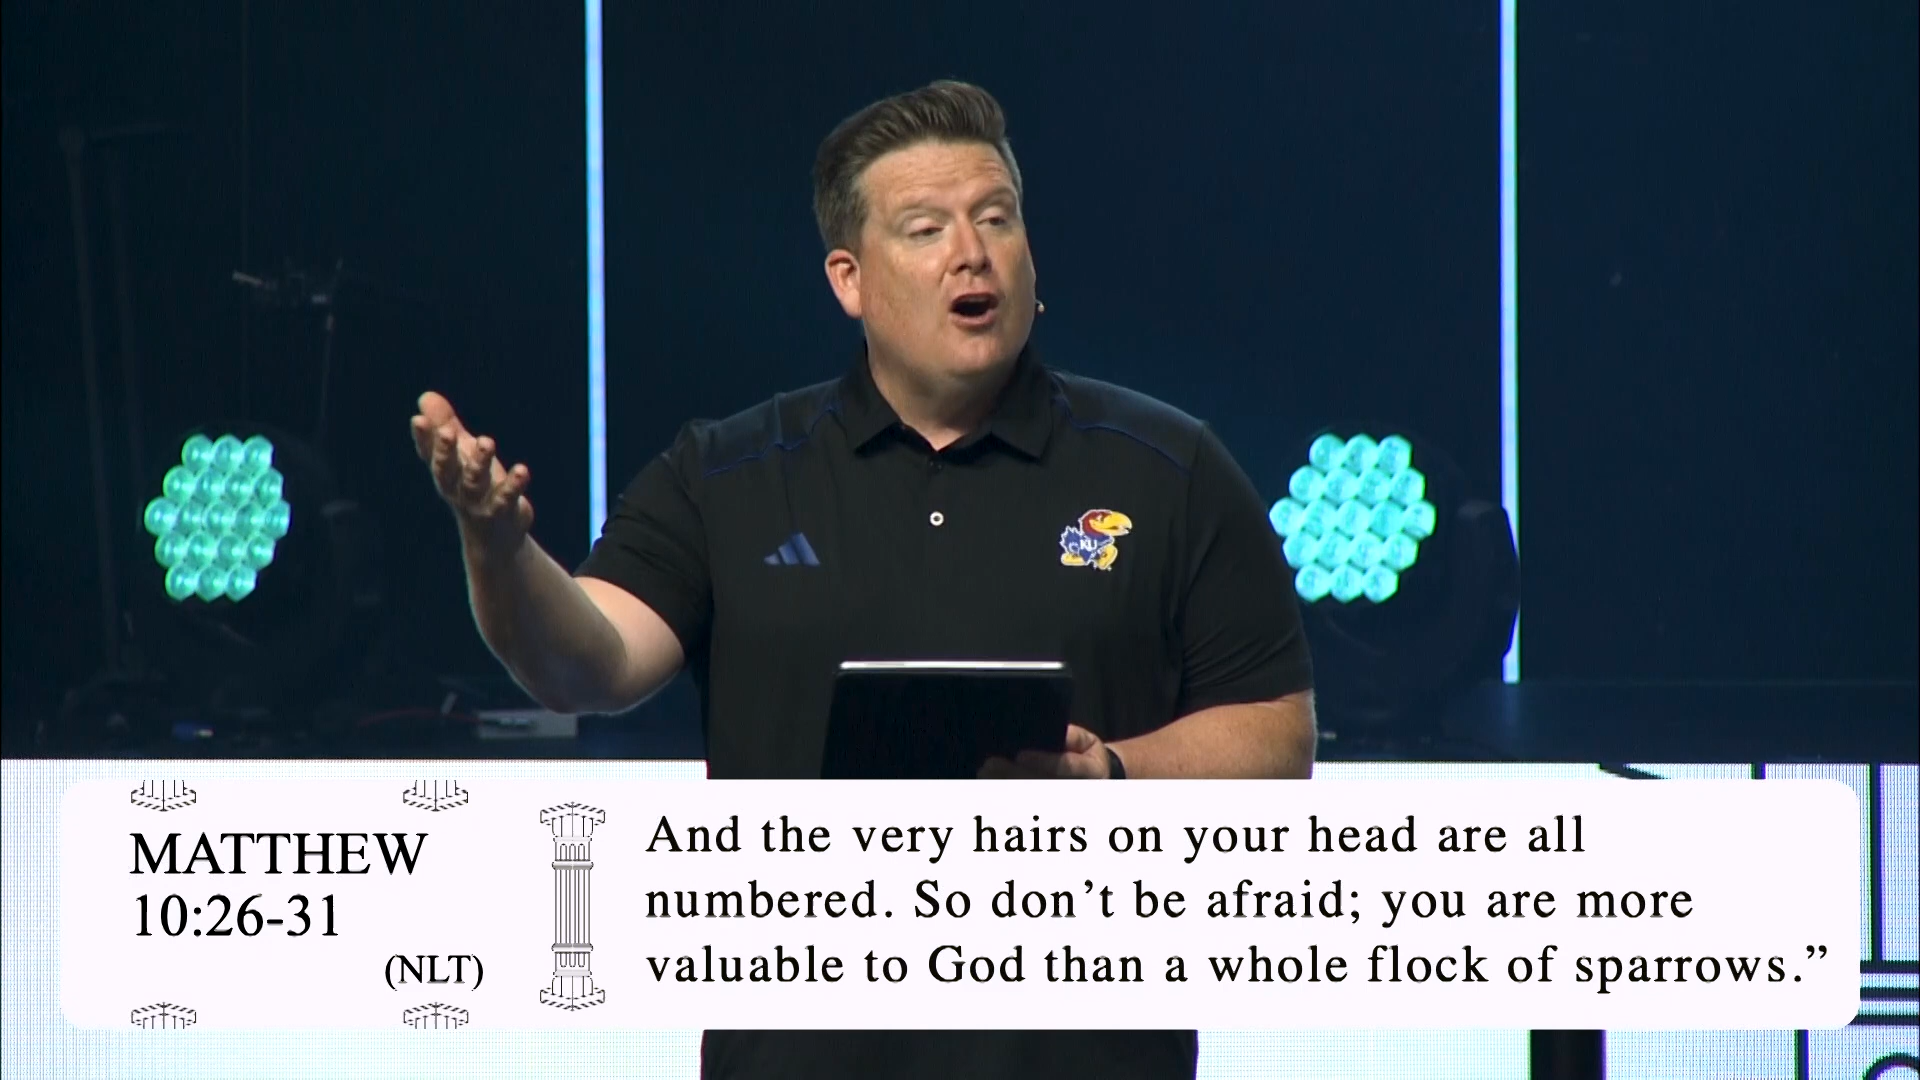 KU
MATTHEW
10:26-31
(NLT)
And the very hairs on your head are all
numbered. So don’t be afraid; you are more
valuable to God than a whole flock of sparrows.”